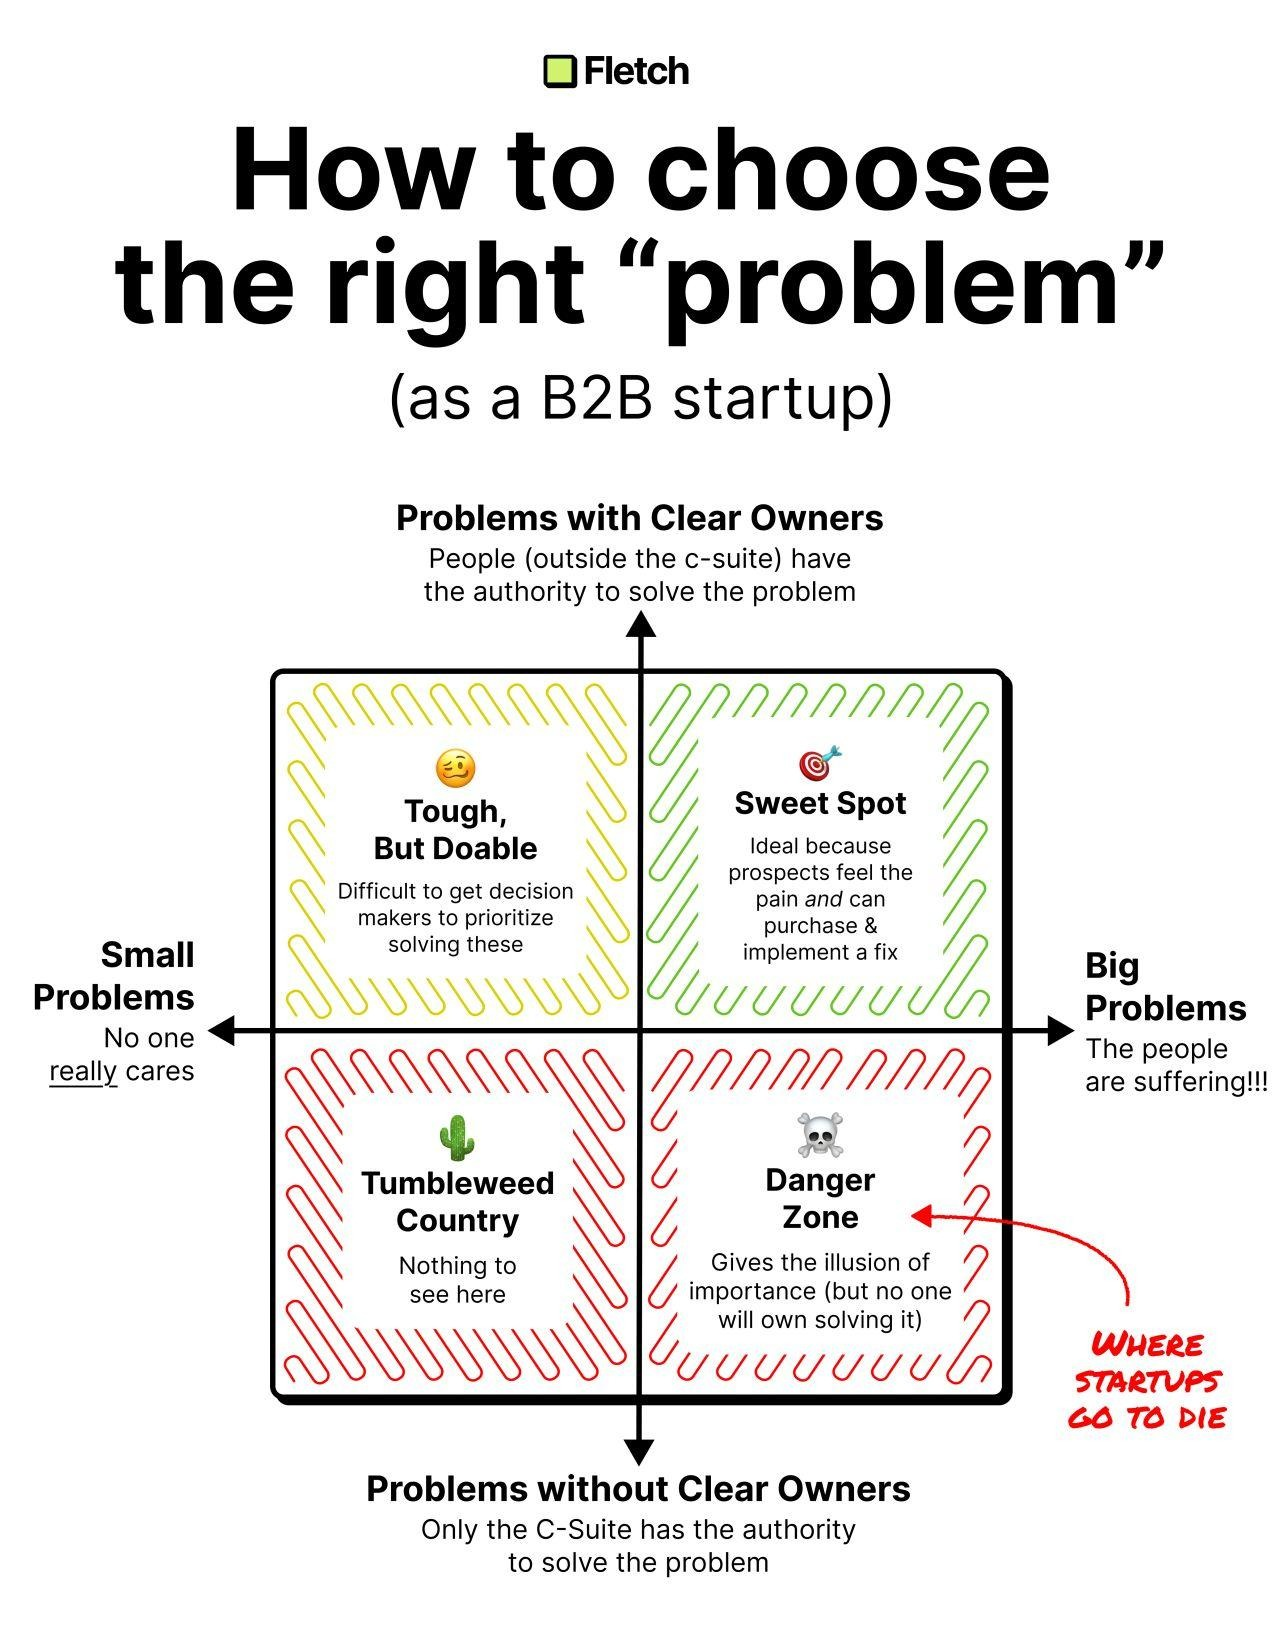 Fletch
How to choose
the right “problem”
(as a B2B startup)
Problems with Clear Owners
People (outside the c-suite) have
the authority to solve the problem
Tough,
But Doable
Difficult to get decision
makers to prioritize
solving these
Sweet Spot
Ideal because
prospects feel the
pain and can
purchase &
implement a fix
Small
Problems
No one
really cares
Big
Problems
The people
are suffering!!!
Tumbleweed
Country
Nothing to
see here
Danger
Zone
Gives the illusion of
importance (but no one
will own solving it)
WHERE
STARTUPS
GO TO DIE
Problems without Clear Owners
Only the C-Suite has the authority
to solve the problem